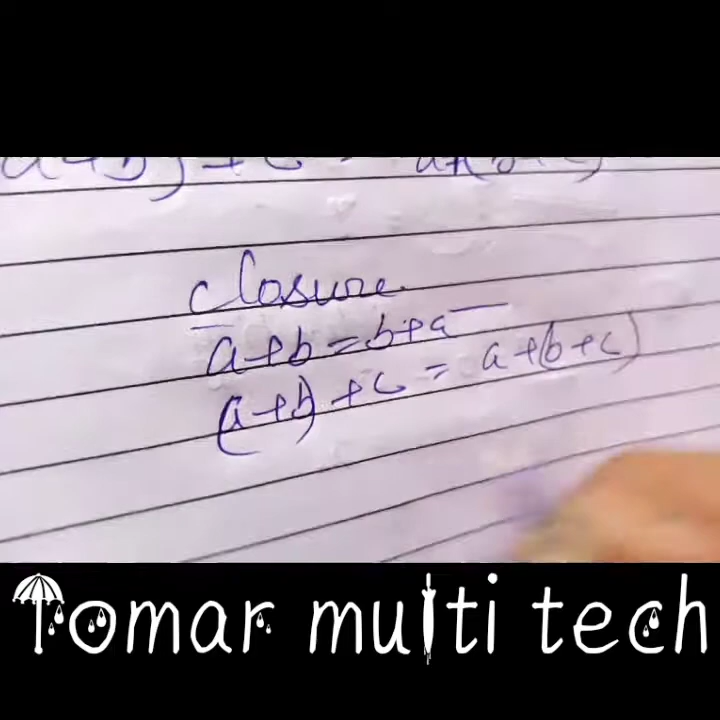 (a+b)+c = a+(b+c)
closure.
a+b=b+a
(a+b)+c = a+(b+c)
Tomar multi tech